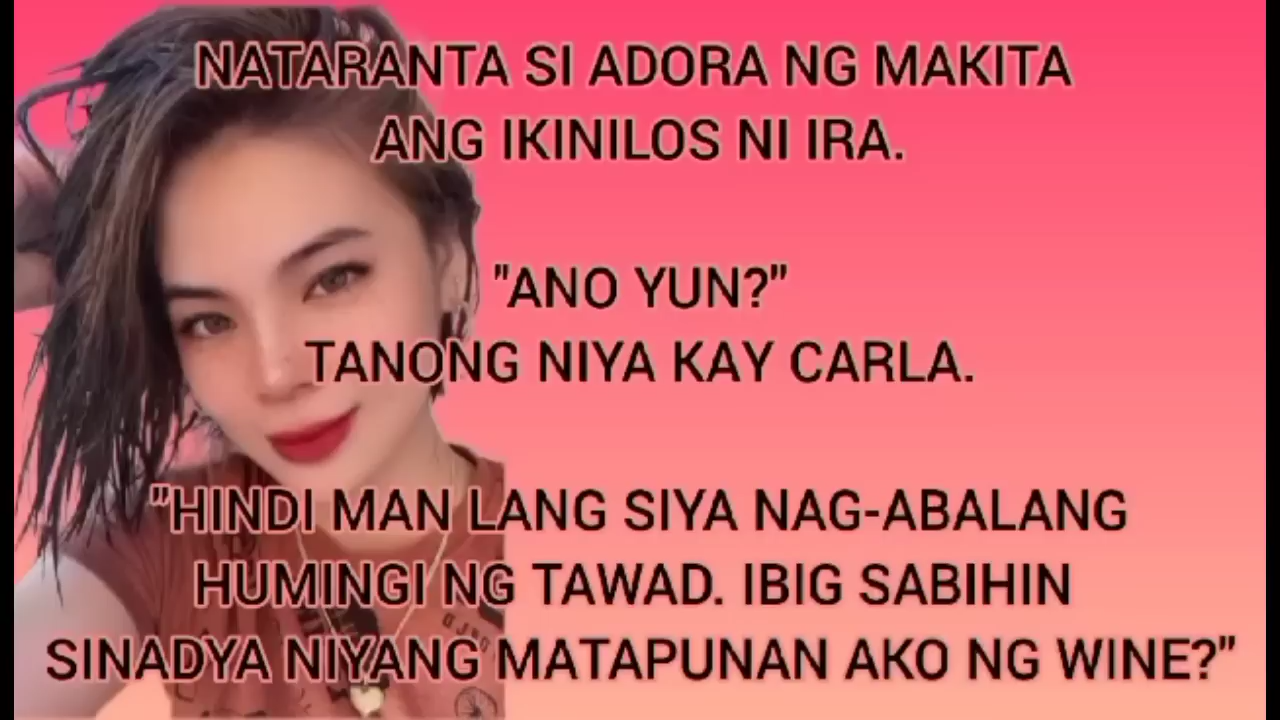 NATARANTA SI ADORA NG MAKITA
ANG IKINILOS NI IRA.
"ANO YUN?"
TANONG NIYA KAY CARLA.
"HINDI MAN LANG SIYA NAG-ABALANG
HUMINGI NG TAWAD. IBIG SABIHIN
SINADYA NIYANG MATAPUNAN AKO NG WINE?"